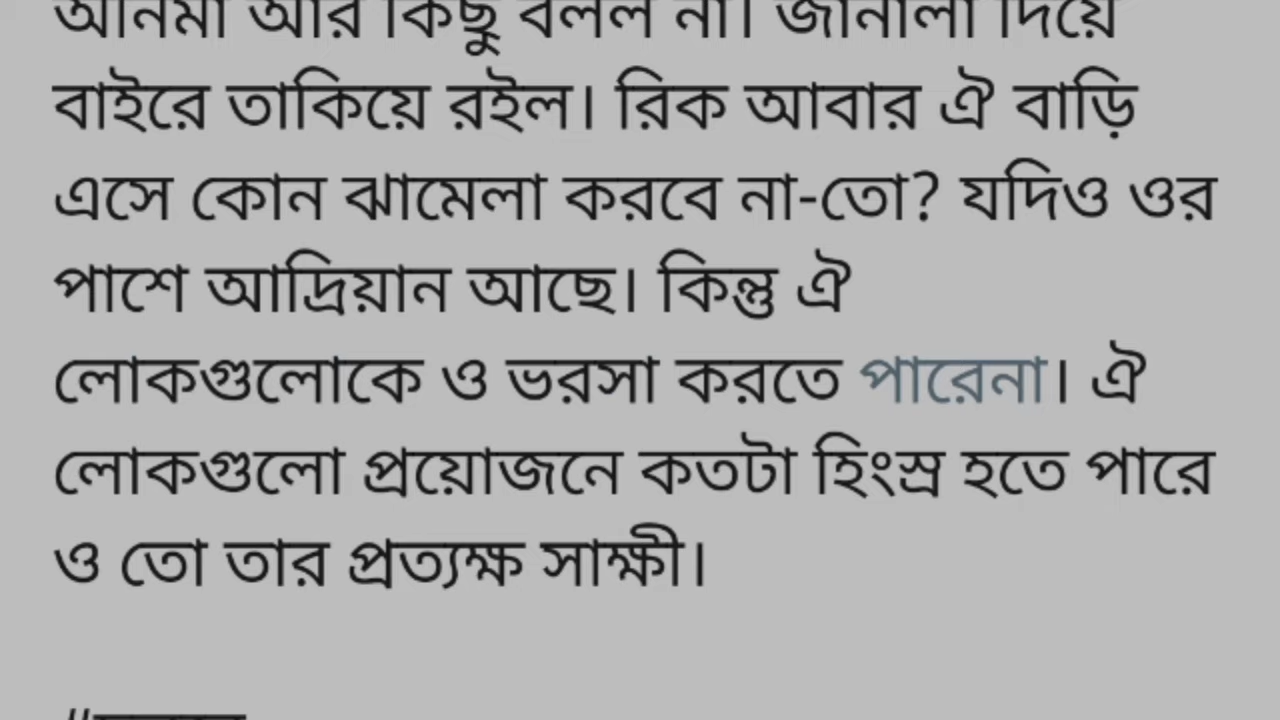 আর কিছু বলল না। জানালা দিয়ে
বাইরে তাকিয়ে রইল। রিক আবার ঐ বাড়ি
এসে কোন ঝামেলা করবে না-তো? যদিও ওর
পাশে আদ্রিয়ান আছে। কিন্তু ঐ
লোকগুলোকে ও ভরসা করতে পারেনা। ঐ
লোকগুলো প্রয়োজনে কতটা হিংস্র হতে পারে
ও তো তার প্রত্যক্ষ সাক্ষী।